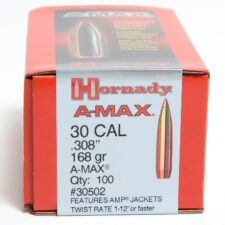 Hornady
A-MAX®
30 CAL
.308"
168 gr
A-MAX®
Qty: 100
#30502
FEATURES AMP® JACKETS
TWIST RATE 1-12" or faster